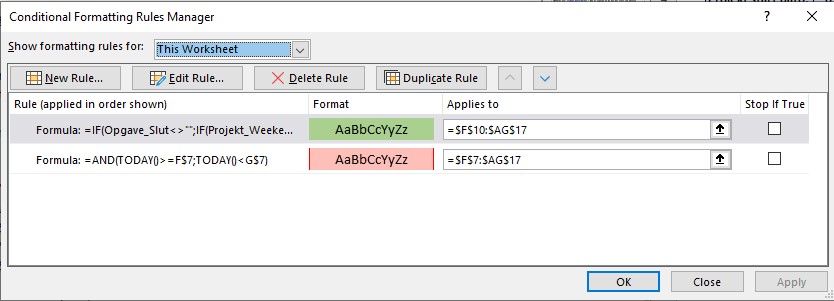 Conditional Formatting Rules Manager ? ×
Show formatting rules for: This Worksheet
New Rule... Edit Rule... Delete Rule Duplicate Rule
Rule (applied in order shown) Format Applies to Stop If True
Formula: =IF(Opgave_Slut<>"";IF(Projekt_Weeke... AaBbCcYyZz =$F$10:$AG$17
Formula: =AND(TODAY()>=F$7;TODAY()<G$7) AaBbCcYyZz =$F$7:$AG$17
OK Close Apply